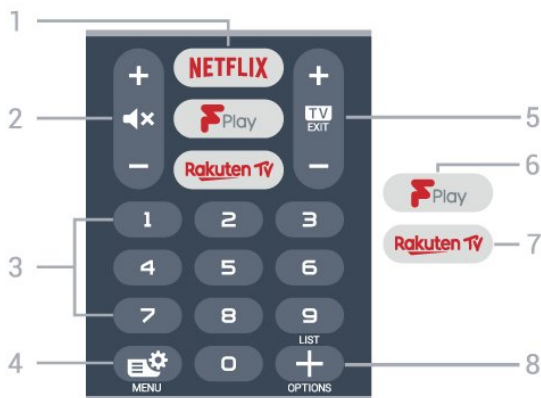 1
NETFLIX
2
+
+
F Play
TV
EXIT
5
−
−
Rakuten TV
6
F Play
1 2 3
Rakuten TV 7
3
4 5 6
7 8 9
LIST
4
0
+
8
MENU
OPTIONS